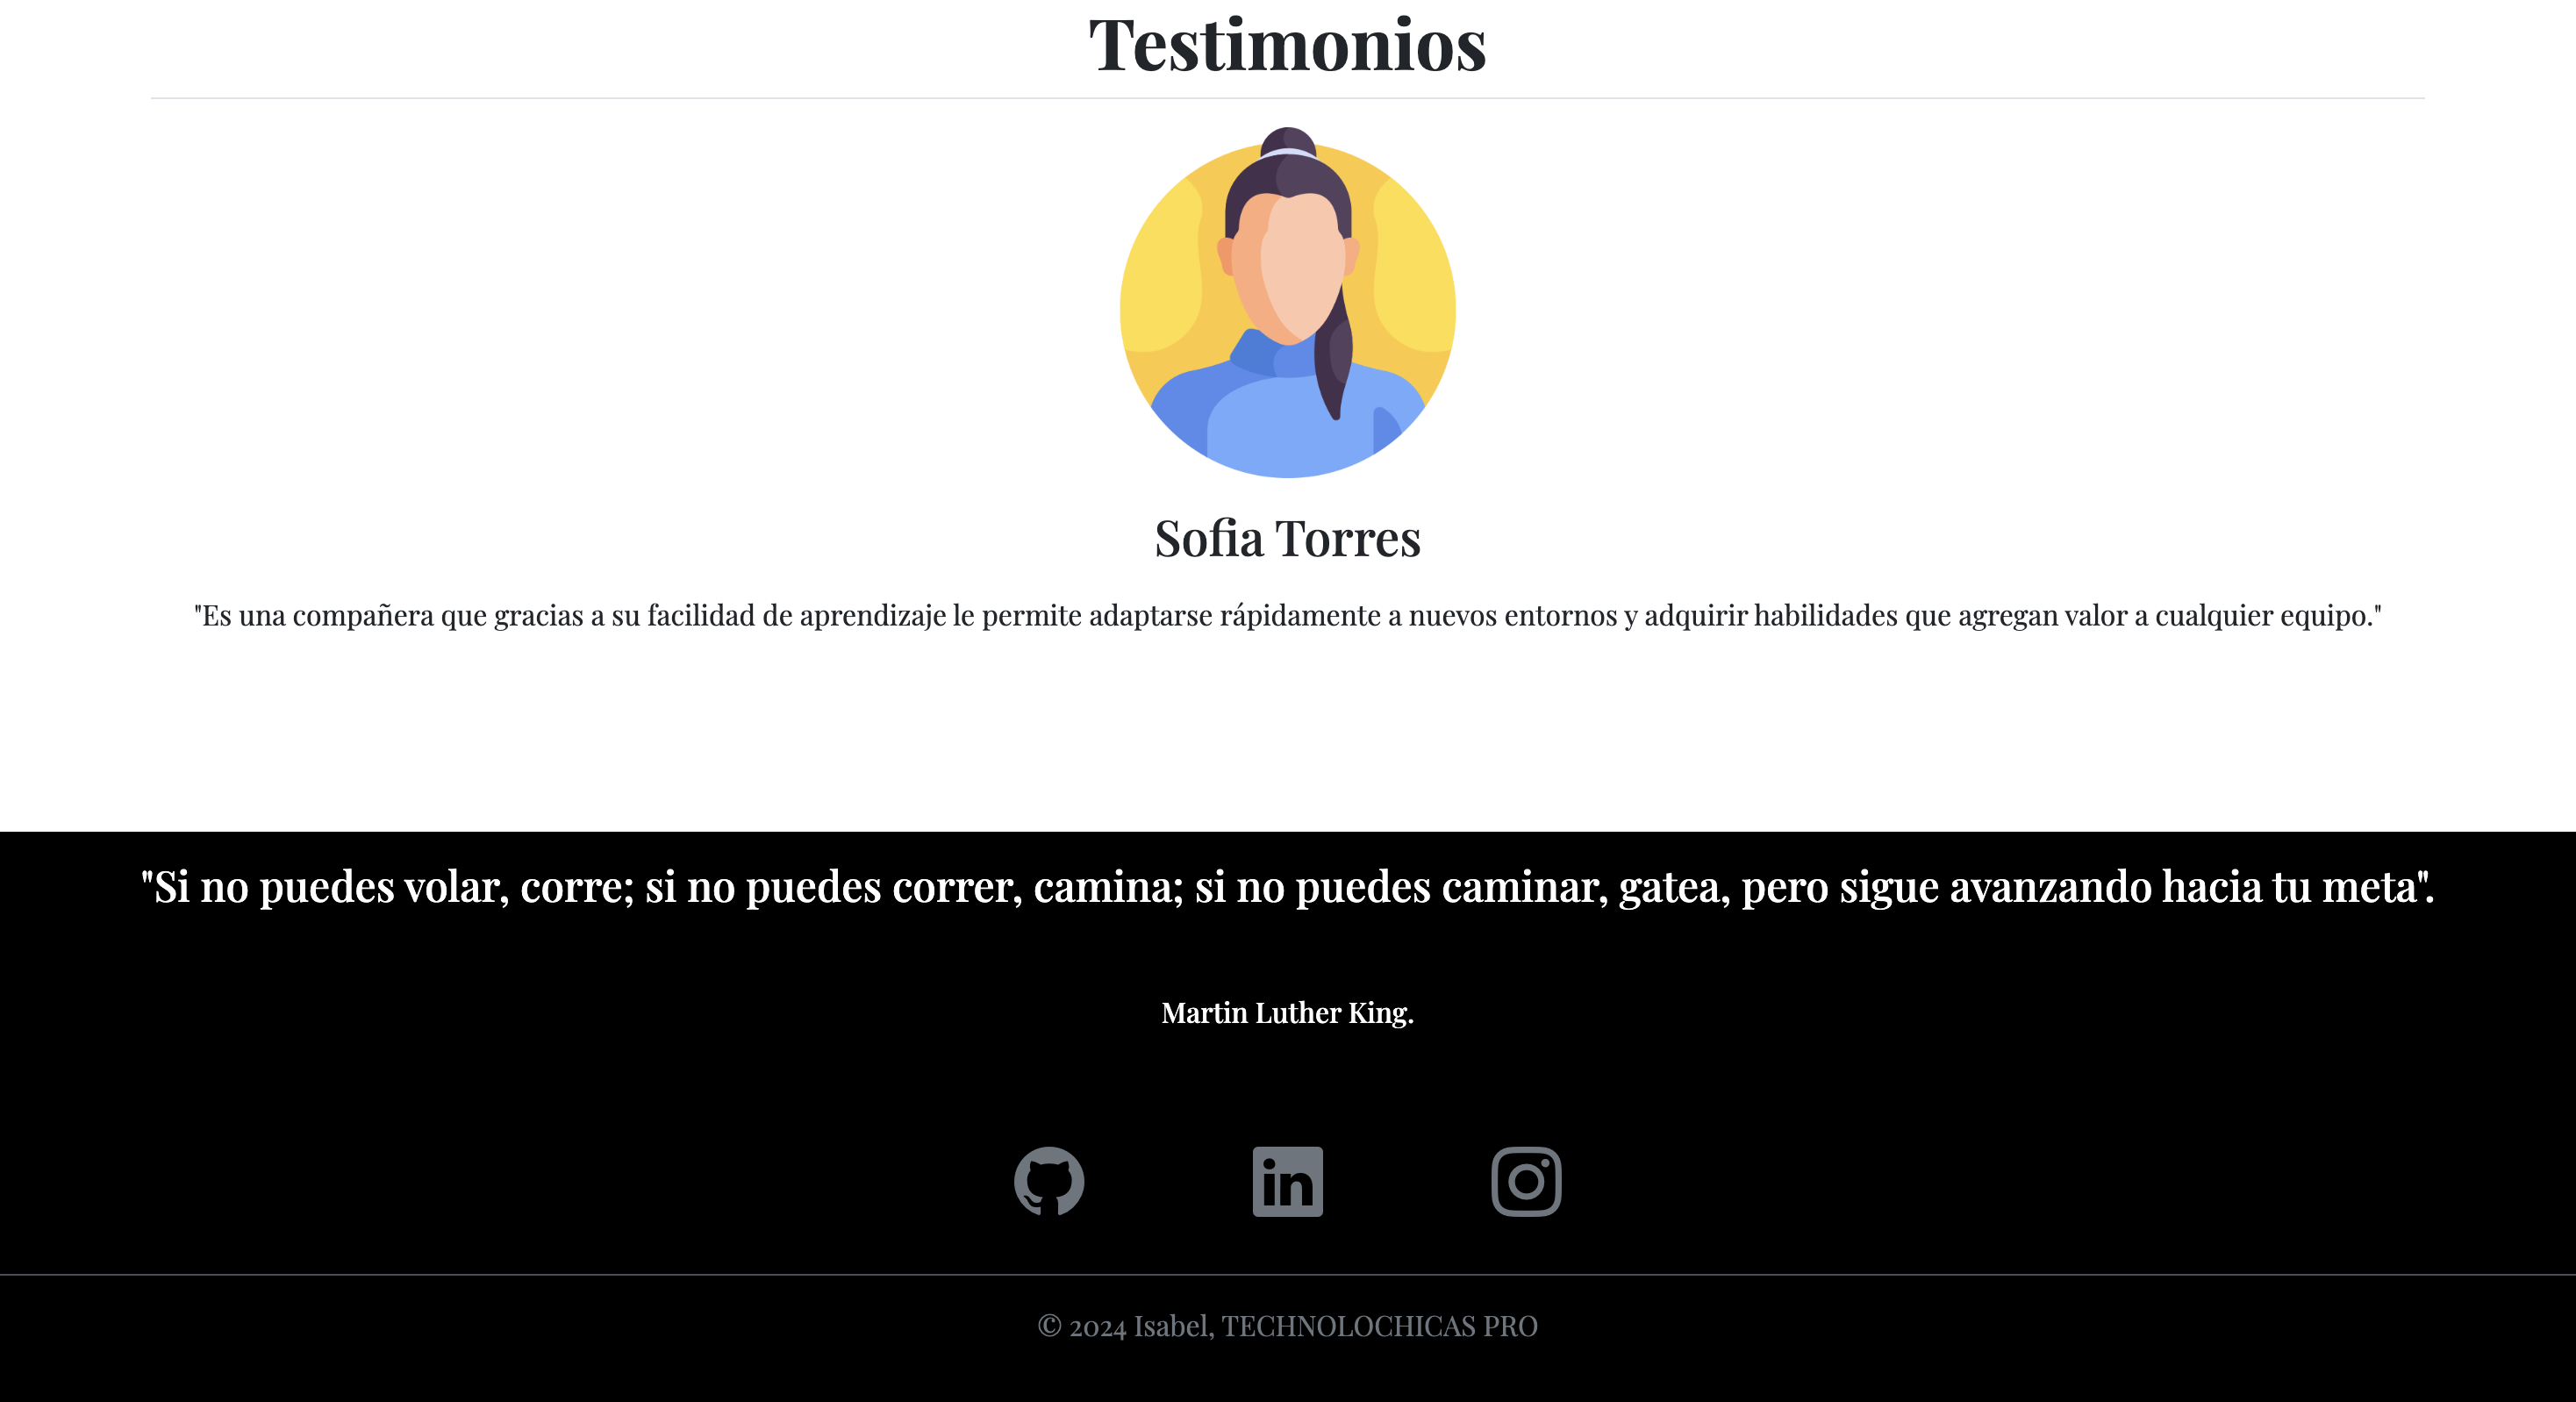 Testimonios
Sofia Torres
"Es una compañera que gracias a su facilidad de aprendizaje le permite adaptarse rápidamente a nuevos entornos y adquirir habilidades que agregan valor a cualquier equipo."
"Si no puedes volar, corre; si no puedes correr, camina; si no puedes caminar, gatea, pero sigue avanzando hacia tu meta".
Martin Luther King.
in
© 2024 Isabel, TECHNOLOCHICAS PRO